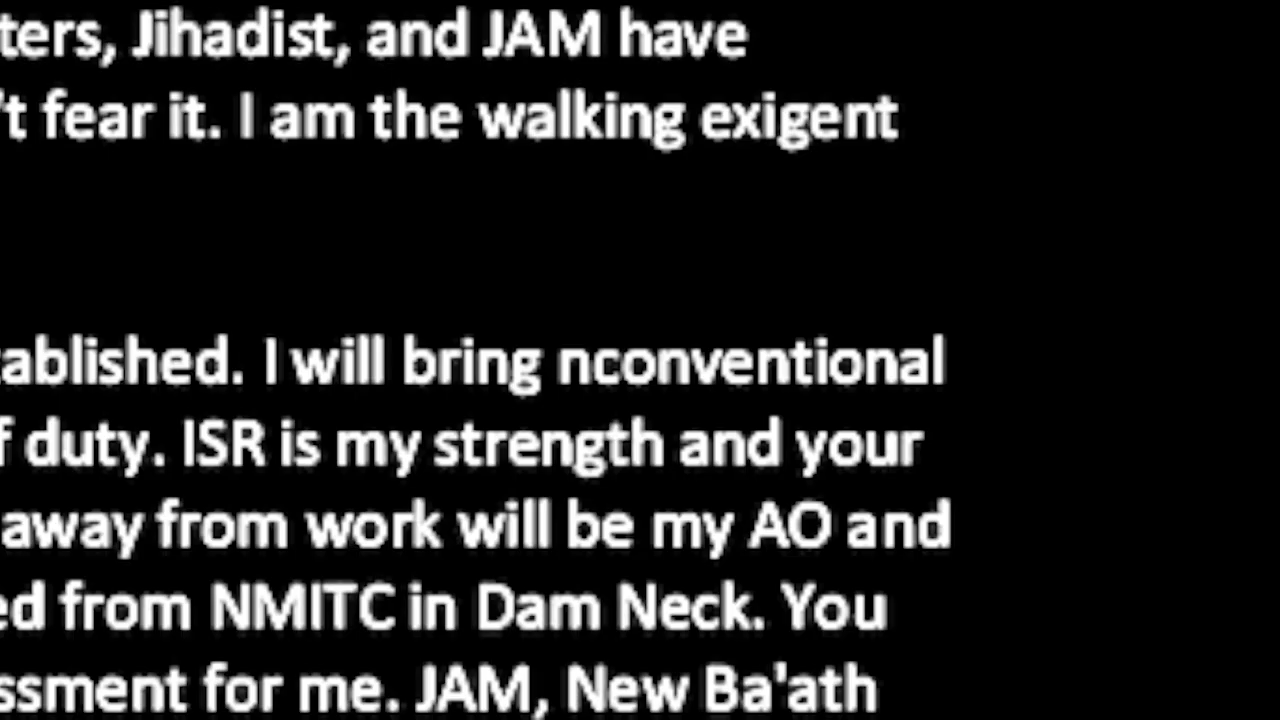 ters, Jihadist, and JAM have
't fear it. I am the walking exigent
tablished. I will bring nconventional
f duty. ISR is my strength and your
away from work will be my AO and
ed from NMITC in Dam Neck. You
ssment for me. JAM, New Ba'ath